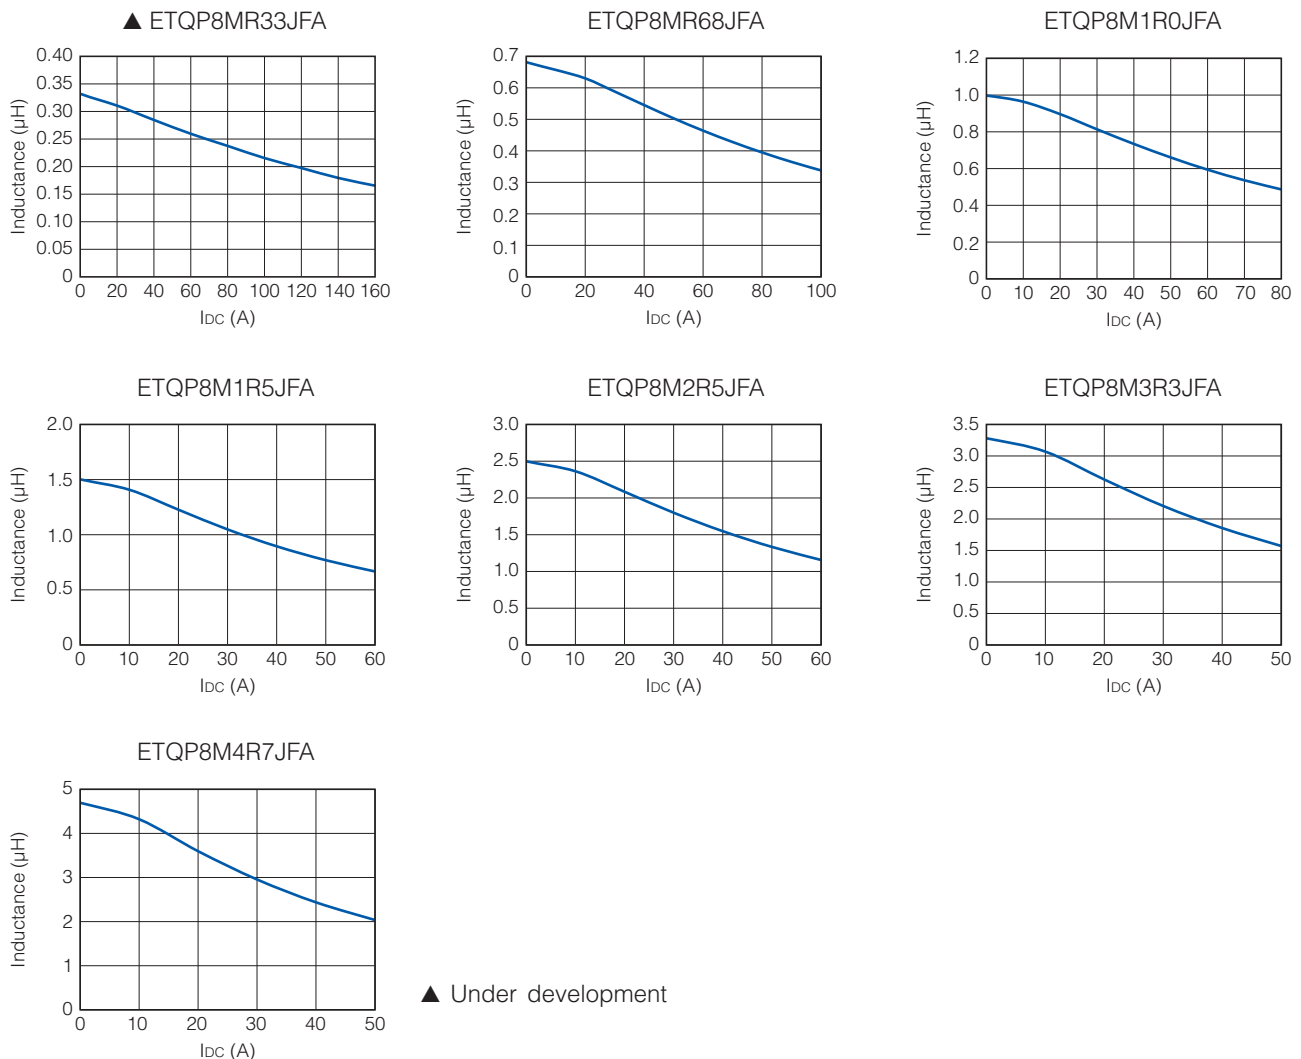 ▲ ETQP8MR33JFA
Inductance (µH)
0.40
0.35
0.30
0.25
0.20
0.15
0.10
0.05
0
0 20 40 60 80 100 120 140 160
IDC (A)
ETQP8MR68JFA
Inductance (µH)
0.7
0.6
0.5
0.4
0.3
0.2
0.1
0
0 20 40 60 80 100
IDC (A)
ETQP8M1R0JFA
Inductance (µH)
1.2
1.0
0.8
0.6
0.4
0.2
0
0 10 20 30 40 50 60 70 80
IDC (A)
ETQP8M1R5JFA
Inductance (µH)
2.0
1.5
1.0
0.5
0
0 10 20 30 40 50 60
IDC (A)
ETQP8M2R5JFA
Inductance (µH)
3.0
2.5
2.0
1.5
1.0
0.5
0
0 10 20 30 40 50 60
IDC (A)
ETQP8M3R3JFA
Inductance (µH)
3.5
3.0
2.5
2.0
1.5
1.0
0.5
0
0 10 20 30 40 50
IDC (A)
ETQP8M4R7JFA
Inductance (µH)
5
4
3
2
1
0
0 10 20 30 40 50
IDC (A)
▲ Under development